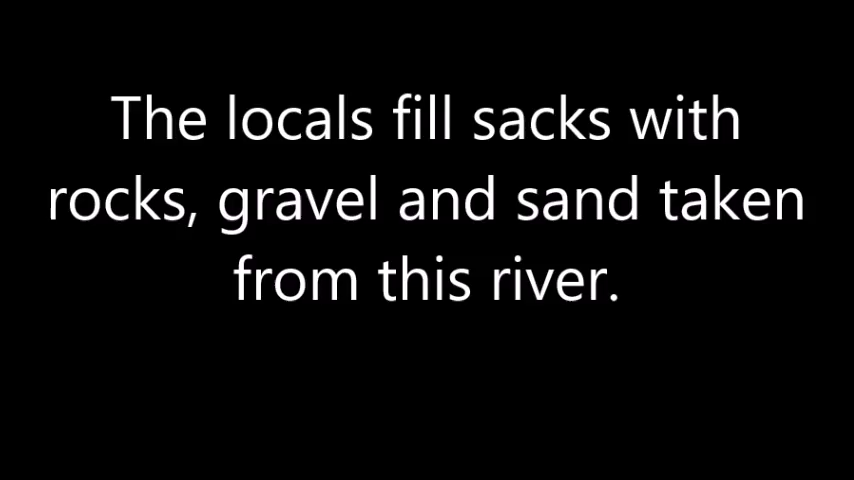 The locals fill sacks with
rocks, gravel and sand taken
from this river.